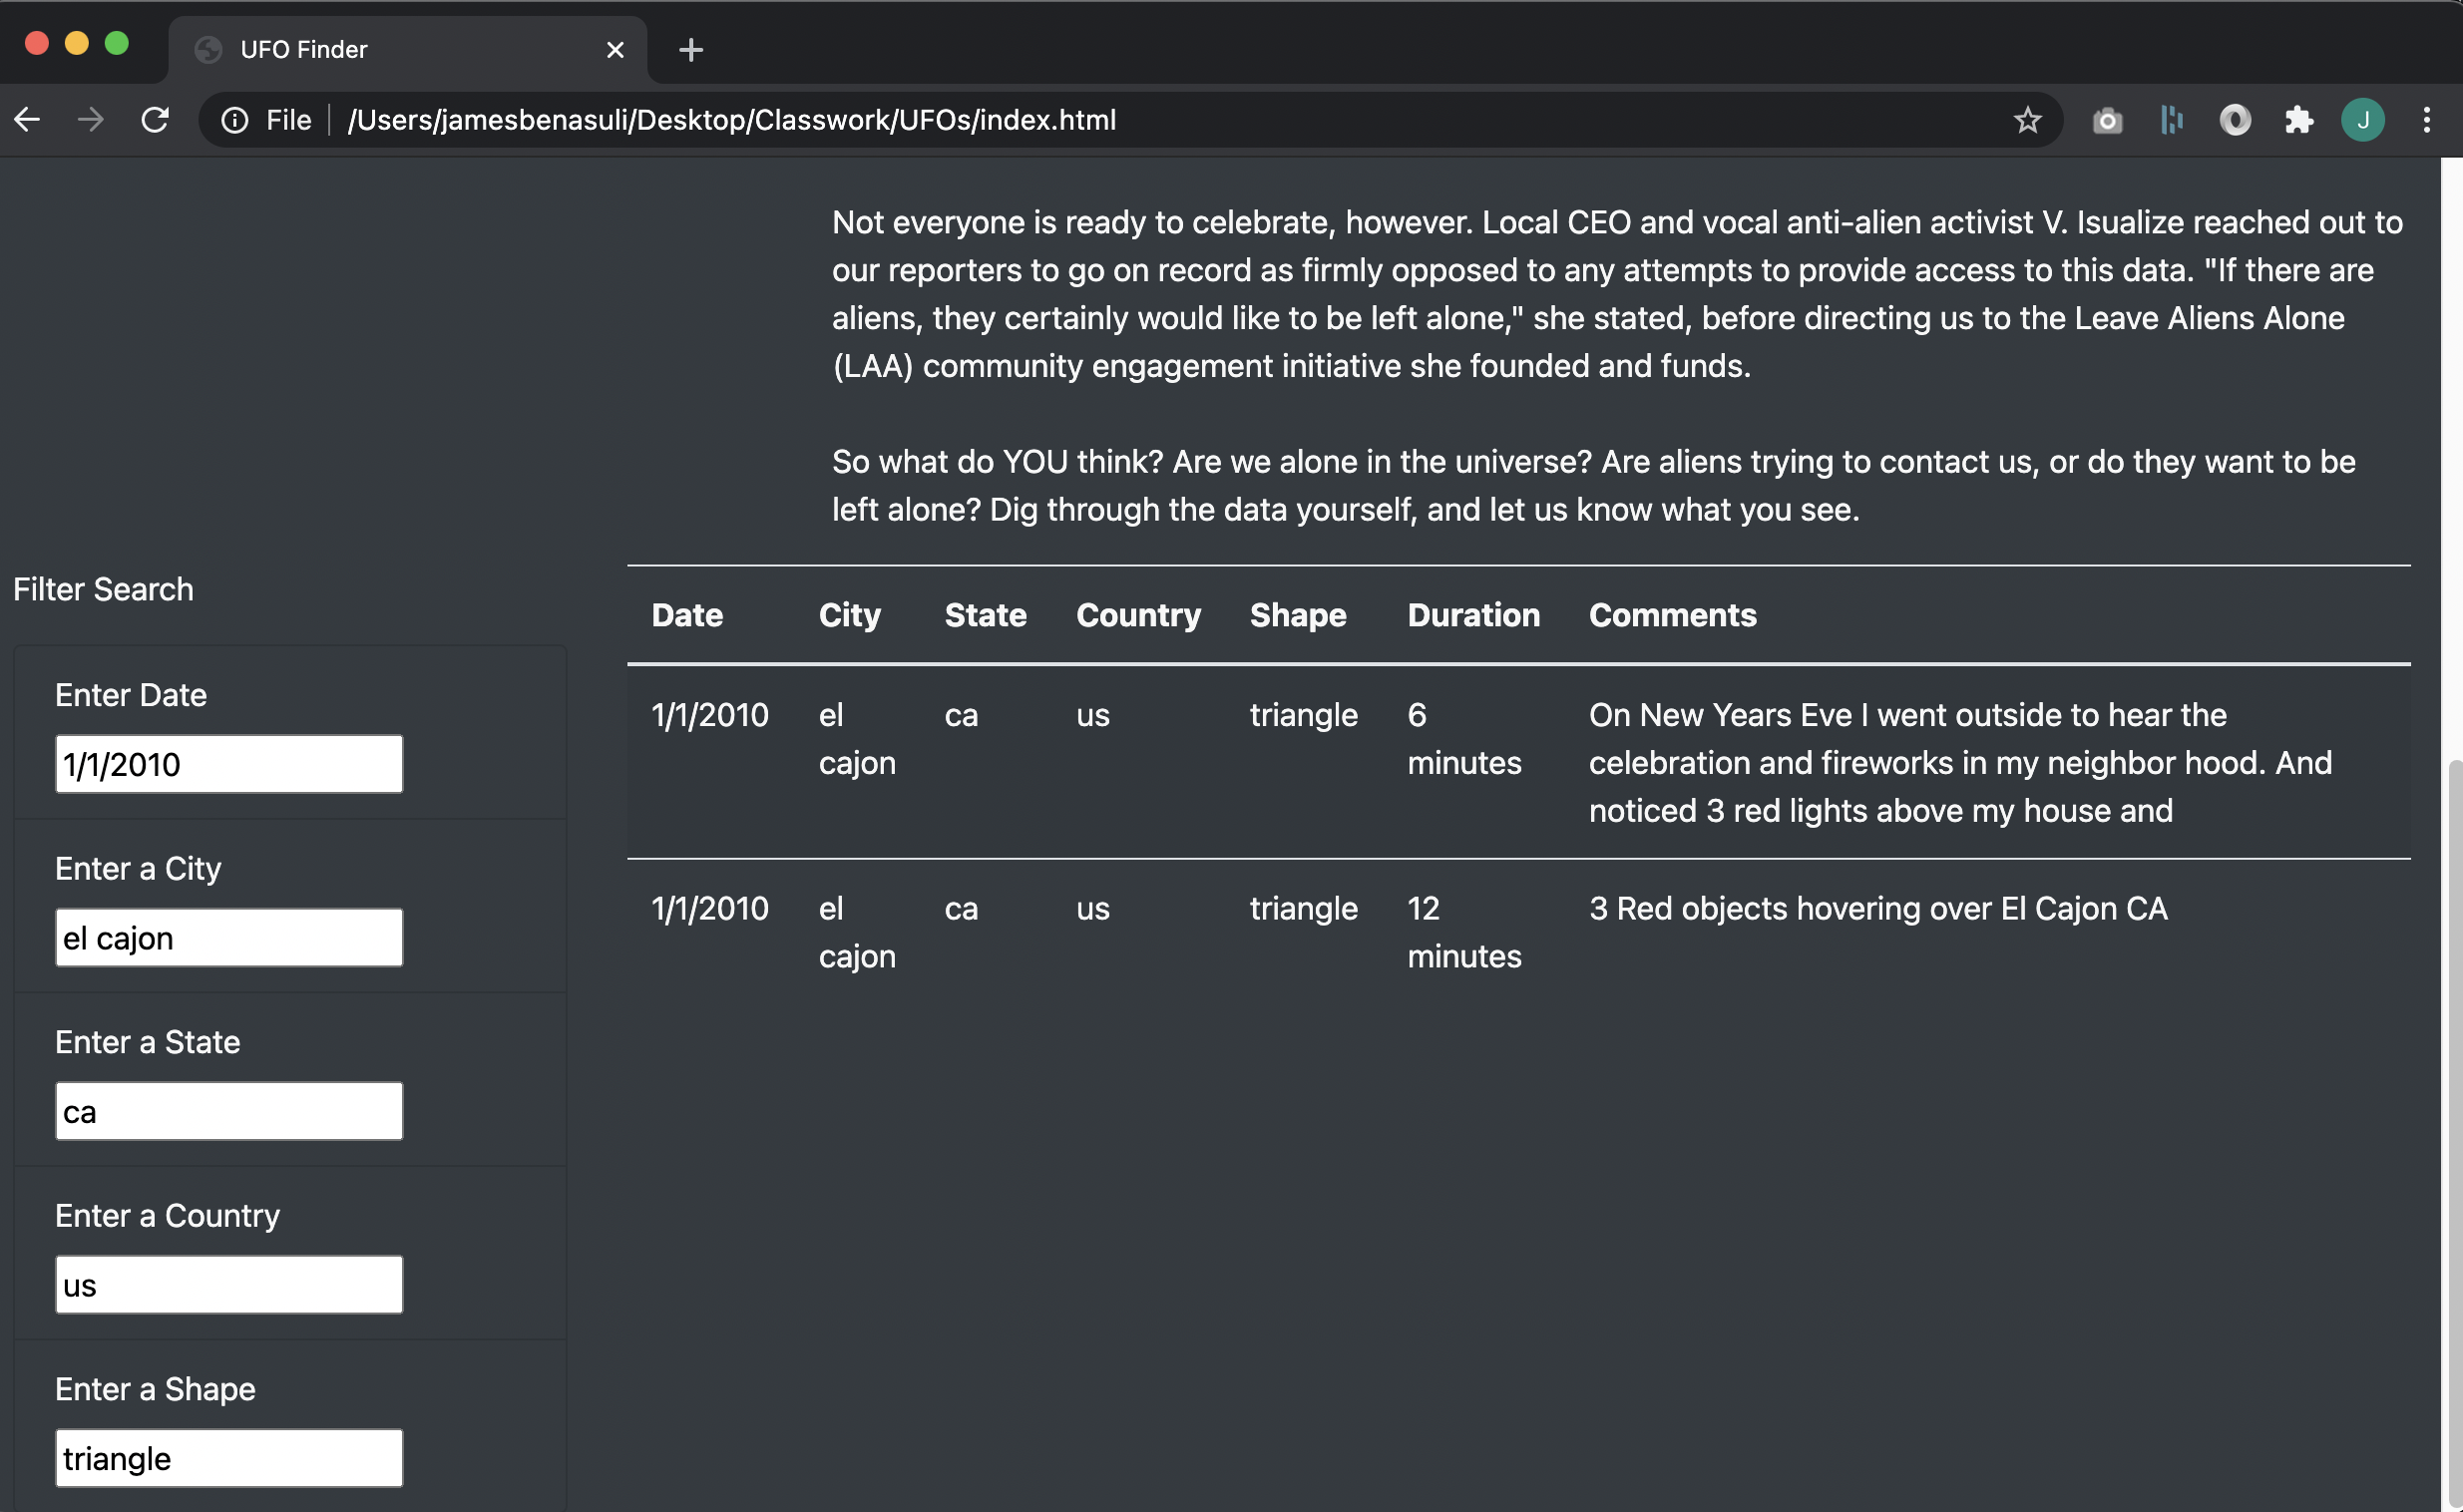 UFO Finder
File /Users/jamesbenasuli/Desktop/Classwork/UFOs/index.html
J
Not everyone is ready to celebrate, however. Local CEO and vocal anti-alien activist V. Isualize reached out to
our reporters to go on record as firmly opposed to any attempts to provide access to this data. "If there are
aliens, they certainly would like to be left alone," she stated, before directing us to the Leave Aliens Alone
(LAA) community engagement initiative she founded and funds.
So what do YOU think? Are we alone in the universe? Are aliens trying to contact us, or do they want to be
left alone? Dig through the data yourself, and let us know what you see.
Filter Search
Enter Date
1/1/2010
Enter a City
el cajon
Enter a State
ca
Enter a Country
us
Enter a Shape
triangle
Date City State Country Shape Duration Comments
1/1/2010 el ca us triangle 6 On New Years Eve I went outside to hear the
cajon minutes celebration and fireworks in my neighbor hood. And
noticed 3 red lights above my house and
1/1/2010 el ca us triangle 12 3 Red objects hovering over El Cajon CA
cajon minutes